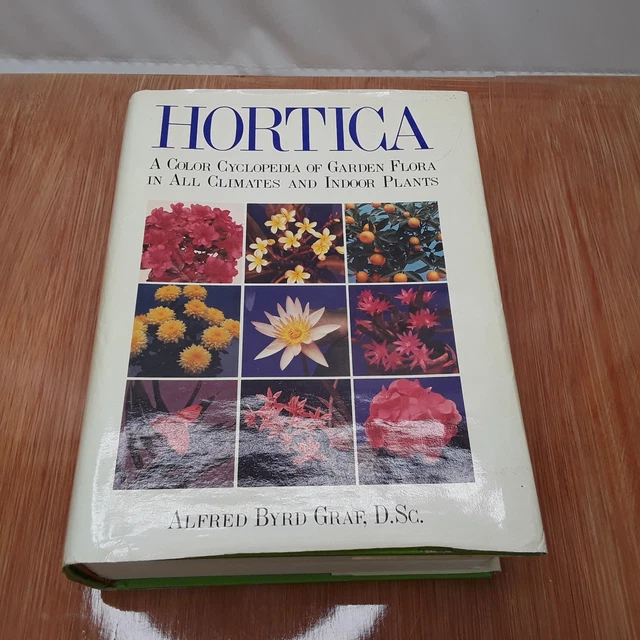 HORTICA
A COLOR CYCLOPEDIA OF GARDEN FLORA
IN ALL CLIMATES AND INDOOR PLANTS
ALFRED BYRD GRAF, D.SC.